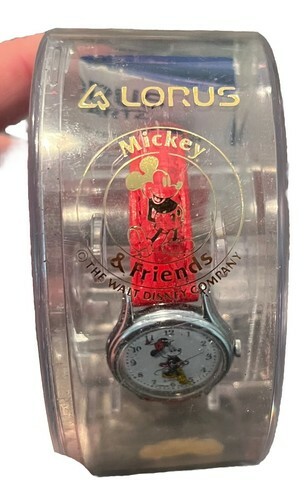 LORUS
Mickey
& Friends
© THE WALT DISNEY COMPANY